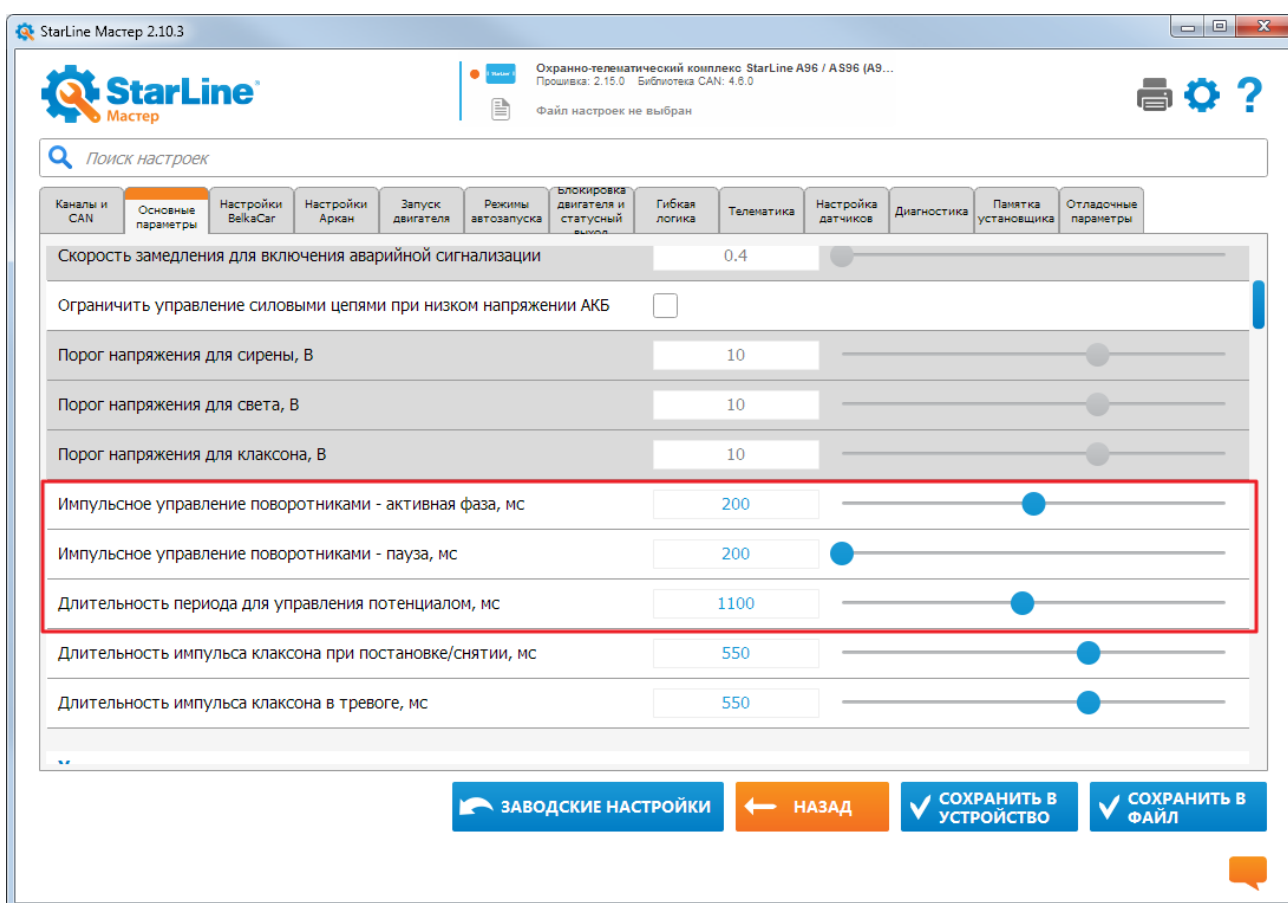 StarLine Мастер 2.10.3
StarLine
Мастер
StarLine
Охранно-телематический комплекс StarLine A96 / AS96 (A9...
Прошивка: 2.15.0 Библиотека CAN: 4.6.0
Файл настроек не выбран
Поиск настроек
Каналы и CAN
Основные параметры
Настройки BelkaCar
Настройки Аркан
Запуск двигателя
Режимы автозапуска
Блокировка двигателя и статусный выход
Гибкая логика
Телематика
Настройка датчиков
Диагностика
Памятка установщика
Отладочные параметры
Скорость замедления для включения аварийной сигнализации 0.4
Ограничить управление силовыми цепями при низком напряжении АКБ
Порог напряжения для сирены, В 10
Порог напряжения для света, В 10
Порог напряжения для клаксона, В 10
Импульсное управление поворотниками - активная фаза, мс 200
Импульсное управление поворотниками - пауза, мс 200
Длительность периода для управления потенциалом, мс 1100
Длительность импульса клаксона при постановке/снятии, мс 550
Длительность импульса клаксона в тревоге, мс 550
ЗАВОДСКИЕ НАСТРОЙКИ
НАЗАД
СОХРАНИТЬ В УСТРОЙСТВО
СОХРАНИТЬ В ФАЙЛ